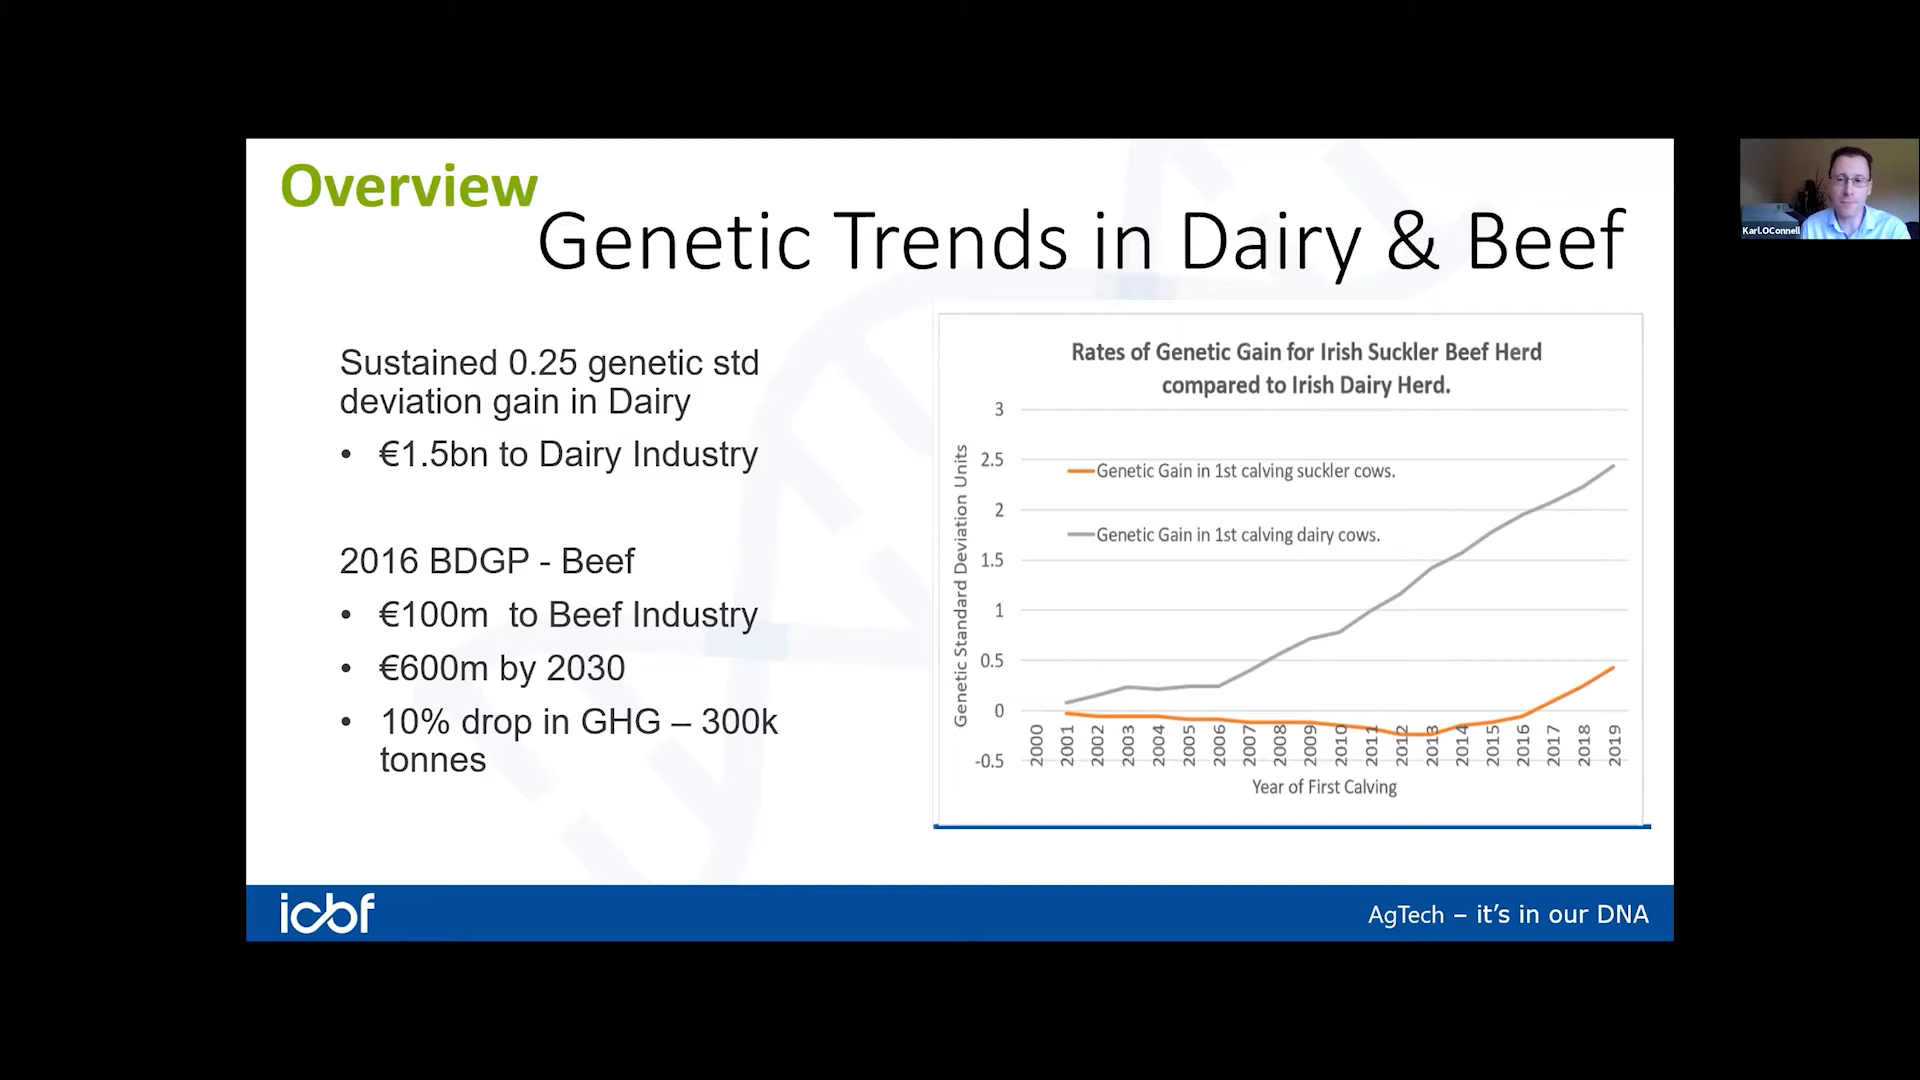 Overview
Genetic Trends in Dairy & Beef
Sustained 0.25 genetic std
deviation gain in Dairy
• €1.5bn to Dairy Industry
2016 BDGP - Beef
• €100m to Beef Industry
• €600m by 2030
• 10% drop in GHG – 300k
tonnes
Rates of Genetic Gain for Irish Suckler Beef Herd
compared to Irish Dairy Herd.
Genetic Standard Deviation Units
3
2.5
2
1.5
1
0.5
0
-0.5
Genetic Gain in 1st calving suckler cows.
Genetic Gain in 1st calving dairy cows.
2000 2001 2002 2003 2004 2005 2006 2007 2008 2009 2010 2011 2012 2013 2014 2015 2016 2017 2018 2019
Year of First Calving
icbf
AgTech – it’s in our DNA
KarLOConnell